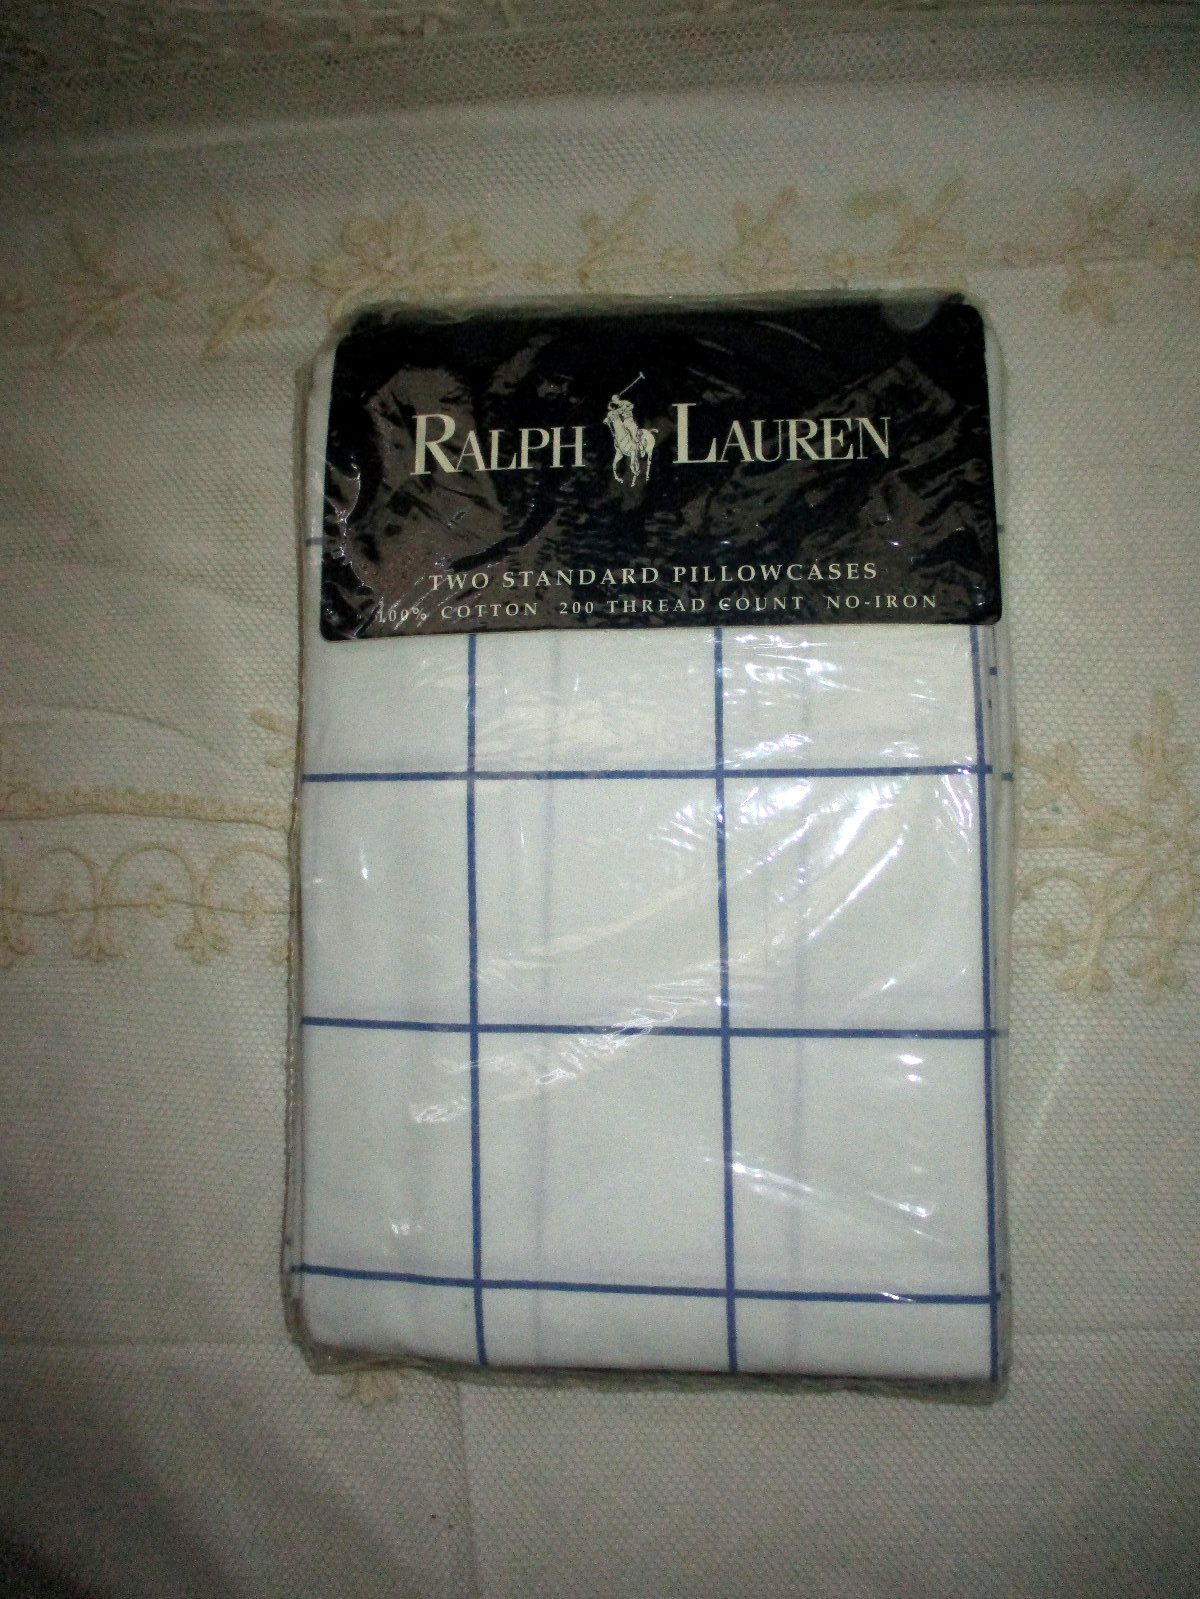 RALPH LAUREN
TWO STANDARD PILLOWCASES
100% COTTON 200 THREAD COUNT NO-IRON